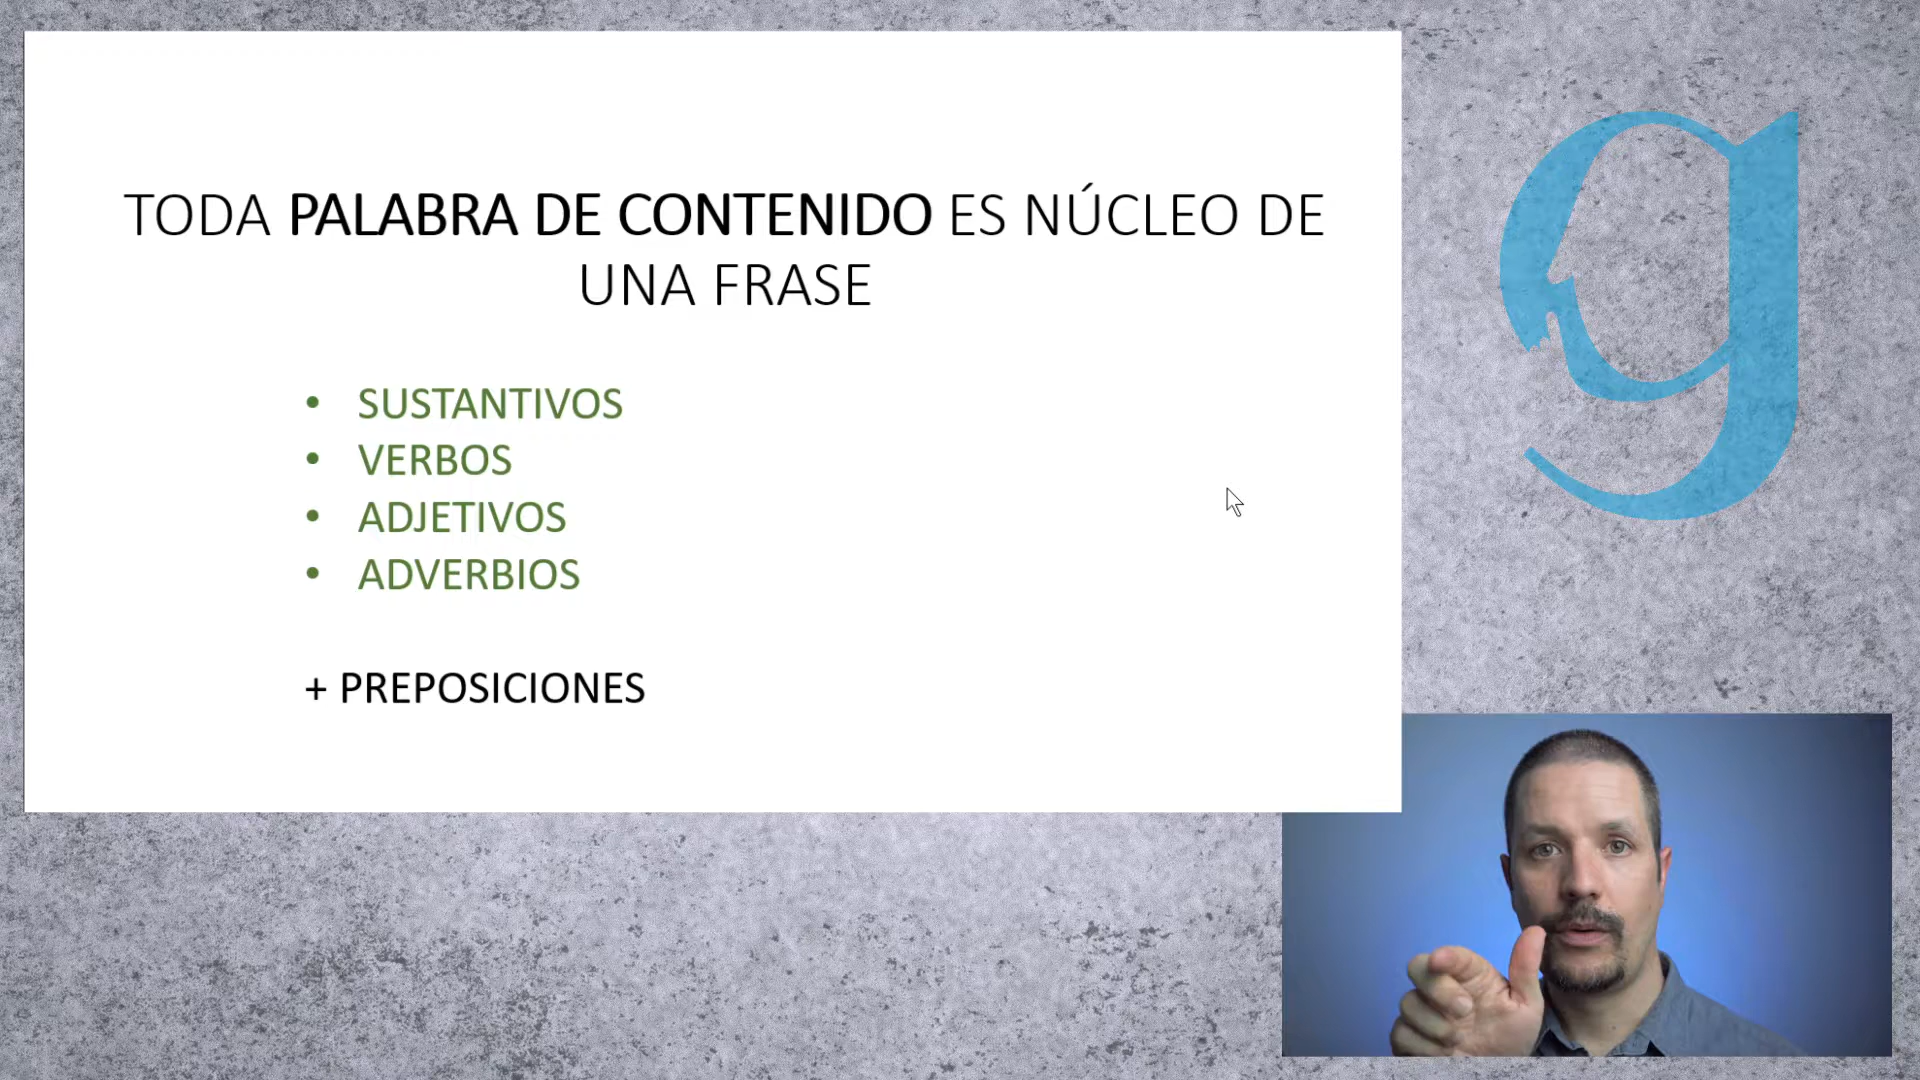 TODA PALABRA DE CONTENIDO ES NÚCLEO DE
UNA FRASE
• SUSTANTIVOS
• VERBOS
• ADJETIVOS
• ADVERBIOS
+ PREPOSICIONES
g